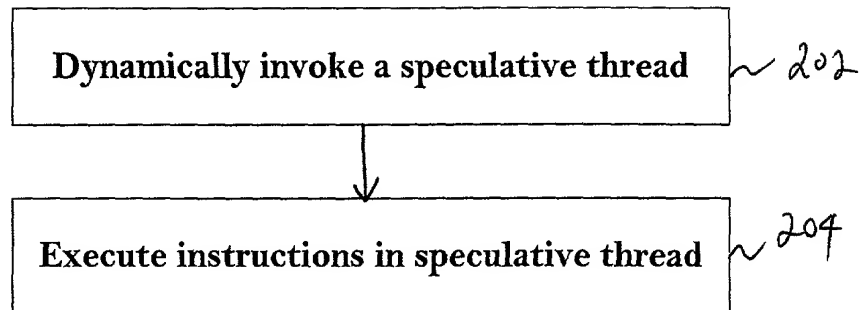 Dynamically invoke a speculative thread 202
Execute instructions in speculative thread 204